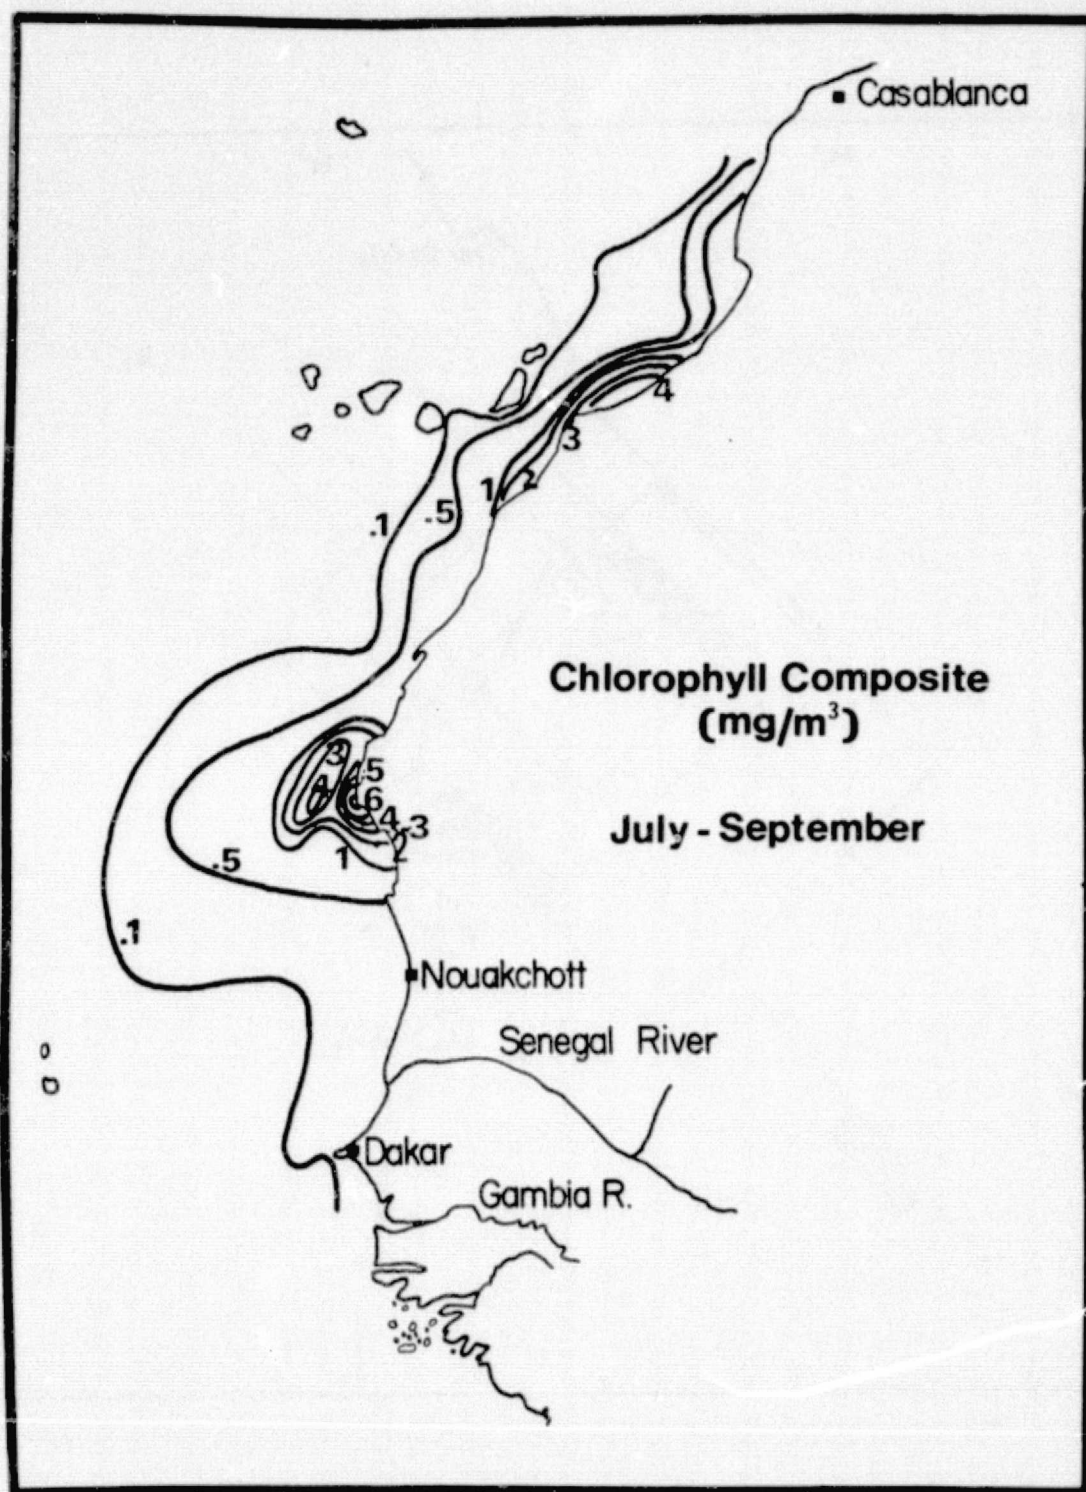 Casablanca
4
3
1
2
.5
.1
Chlorophyll Composite
(mg/m³)
July - September
3
.5
4
6
4
3
.5
1
2
.1
Nouakchott
Senegal River
Dakar
Gambia R.